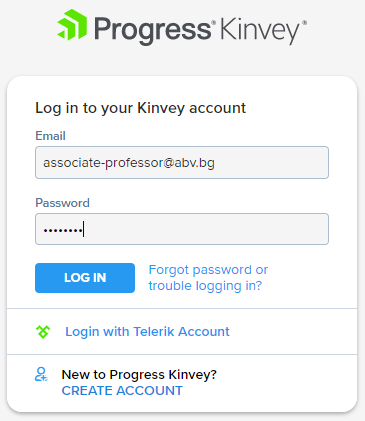 Progress® Kinvey®
Log in to your Kinvey account
Email
associate-professor@abv.bg
Password
••••••••
LOG IN
Forgot password or
trouble logging in?
Login with Telerik Account
New to Progress Kinvey?
CREATE ACCOUNT